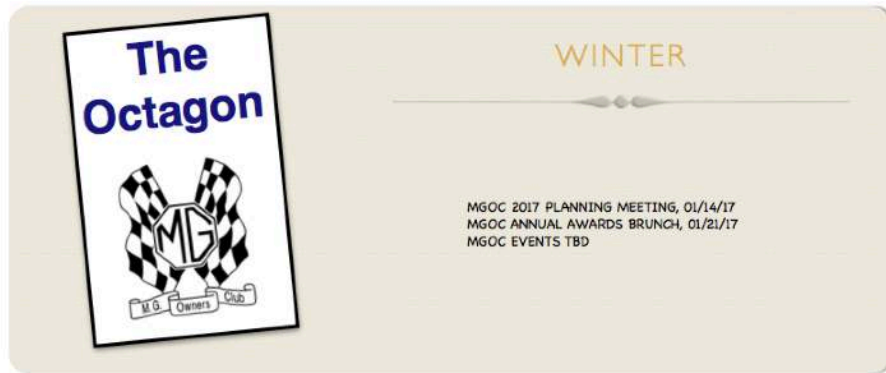 The
Octagon
MG
M.G. Owners Club
WINTER
MGOC 2017 PLANNING MEETING, 01/14/17
MGOC ANNUAL AWARDS BRUNCH, 01/21/17
MGOC EVENTS TBD